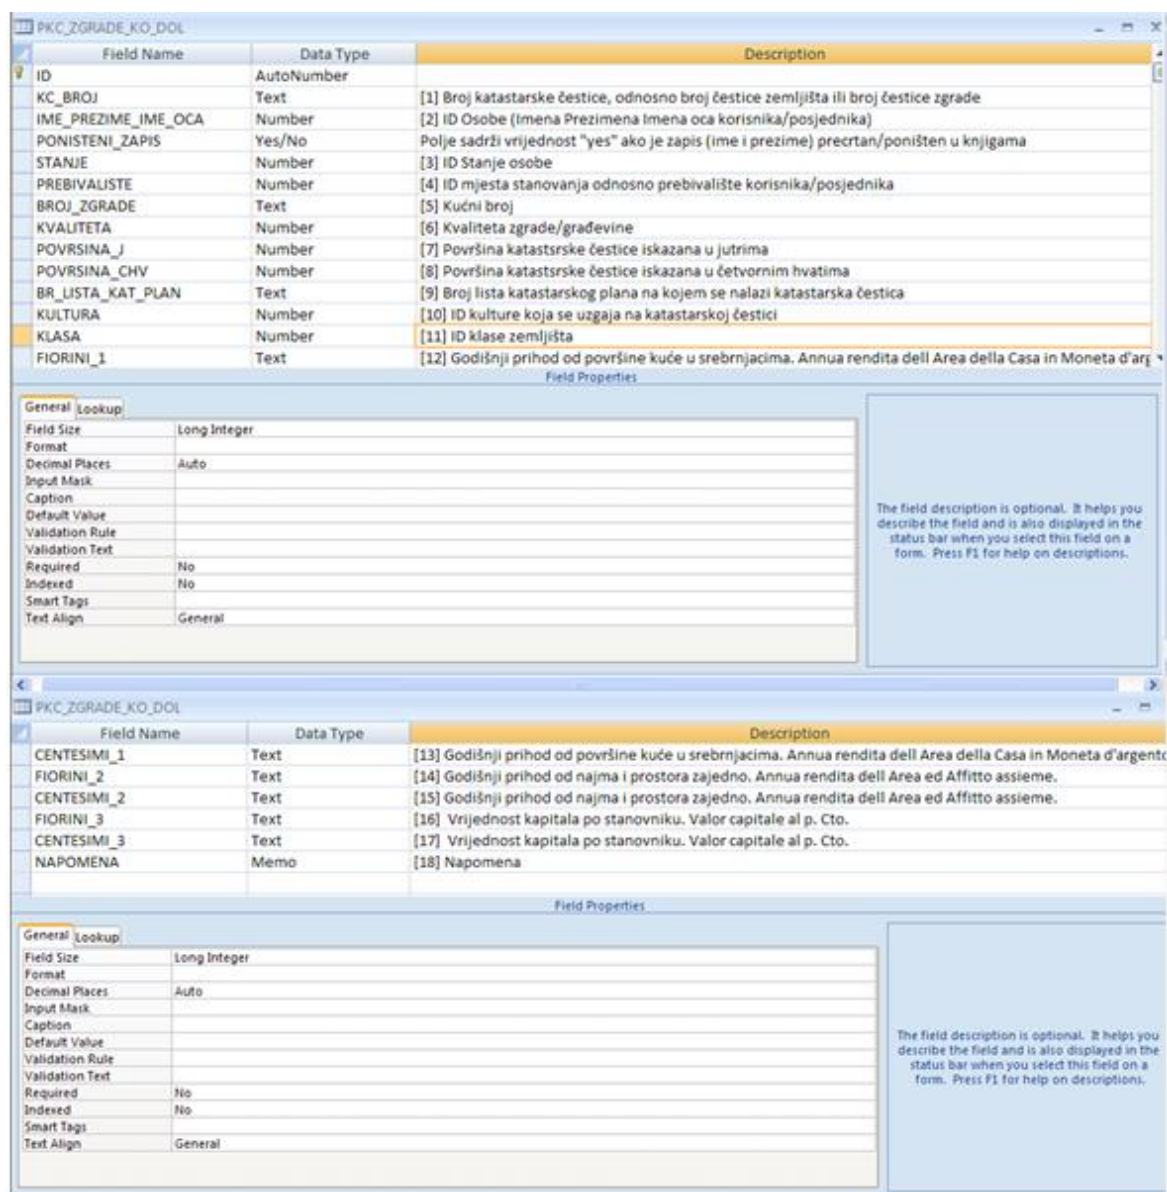 PKC_ZGRADE_KO_DOL
Field Name Data Type Description
ID AutoNumber
KC_BROJ Text [1] Broj katastarske čestice, odnosno broj čestice zemljišta ili broj čestice zgrade
IME_PREZIME_IME_OCA Number [2] ID Osobe (Imena Prezimena Imena oca korisnika/posjednika)
PONISTENI_ZAPIS Yes/No Polje sadrži vrijednost "yes" ako je zapis (ime i prezime) precrtan/poništen u knjigama
STANJE Number [3] ID Stanje osobe
PREBIVALISTE Number [4] ID mjesta stanovanja odnosno prebivalište korisnika/posjednika
BROJ_ZGRADE Text [5] Kućni broj
KVALITETA Number [6] Kvaliteta zgrade/građevine
POVRSINA_J Number [7] Površina katastsrske čestice iskazana u jutrima
POVRSINA_CHV Number [8] Površina katastsrske čestice iskazana u četvornim hvatima
BR_LISTA_KAT_PLAN Text [9] Broj lista katastarskog plana na kojem se nalazi katastarska čestica
KULTURA Number [10] ID kulture koja se uzgaja na katastarskoj čestici
KLASA Number [11] ID klase zemljišta
FIORINI_1 Text [12] Godišnji prihod od površine kuće u srebrnjacima. Annua rendita dell Area della Casa in Moneta d'arg
Field Properties
General Lookup
Field Size Long Integer
Format
Decimal Places Auto
Input Mask
Caption
Default Value
Validation Rule
Validation Text
Required No
Indexed No
Smart Tags
Text Align General
The field description is optional. It helps you
describe the field and is also displayed in the
status bar when you select this field on a
form. Press F1 for help on descriptions.
PKC_ZGRADE_KO_DOL
Field Name Data Type Description
CENTESIMI_1 Text [13] Godišnji prihod od površine kuće u srebrnjacima. Annua rendita dell Area della Casa in Moneta d'argento
FIORINI_2 Text [14] Godišnji prihod od najma i prostora zajedno. Annua rendita dell Area ed Affitto assieme.
CENTESIMI_2 Text [15] Godišnji prihod od najma i prostora zajedno. Annua rendita dell Area ed Affitto assieme.
FIORINI_3 Text [16] Vrijednost kapitala po stanovniku. Valor capitale al p. Cto.
CENTESIMI_3 Text [17] Vrijednost kapitala po stanovniku. Valor capitale al p. Cto.
NAPOMENA Memo [18] Napomena
Field Properties
General Lookup
Field Size Long Integer
Format
Decimal Places Auto
Input Mask
Caption
Default Value
Validation Rule
Validation Text
Required No
Indexed No
Smart Tags
Text Align General
The field description is optional. It helps you
describe the field and is also displayed in the
status bar when you select this field on a
form. Press F1 for help on descriptions.